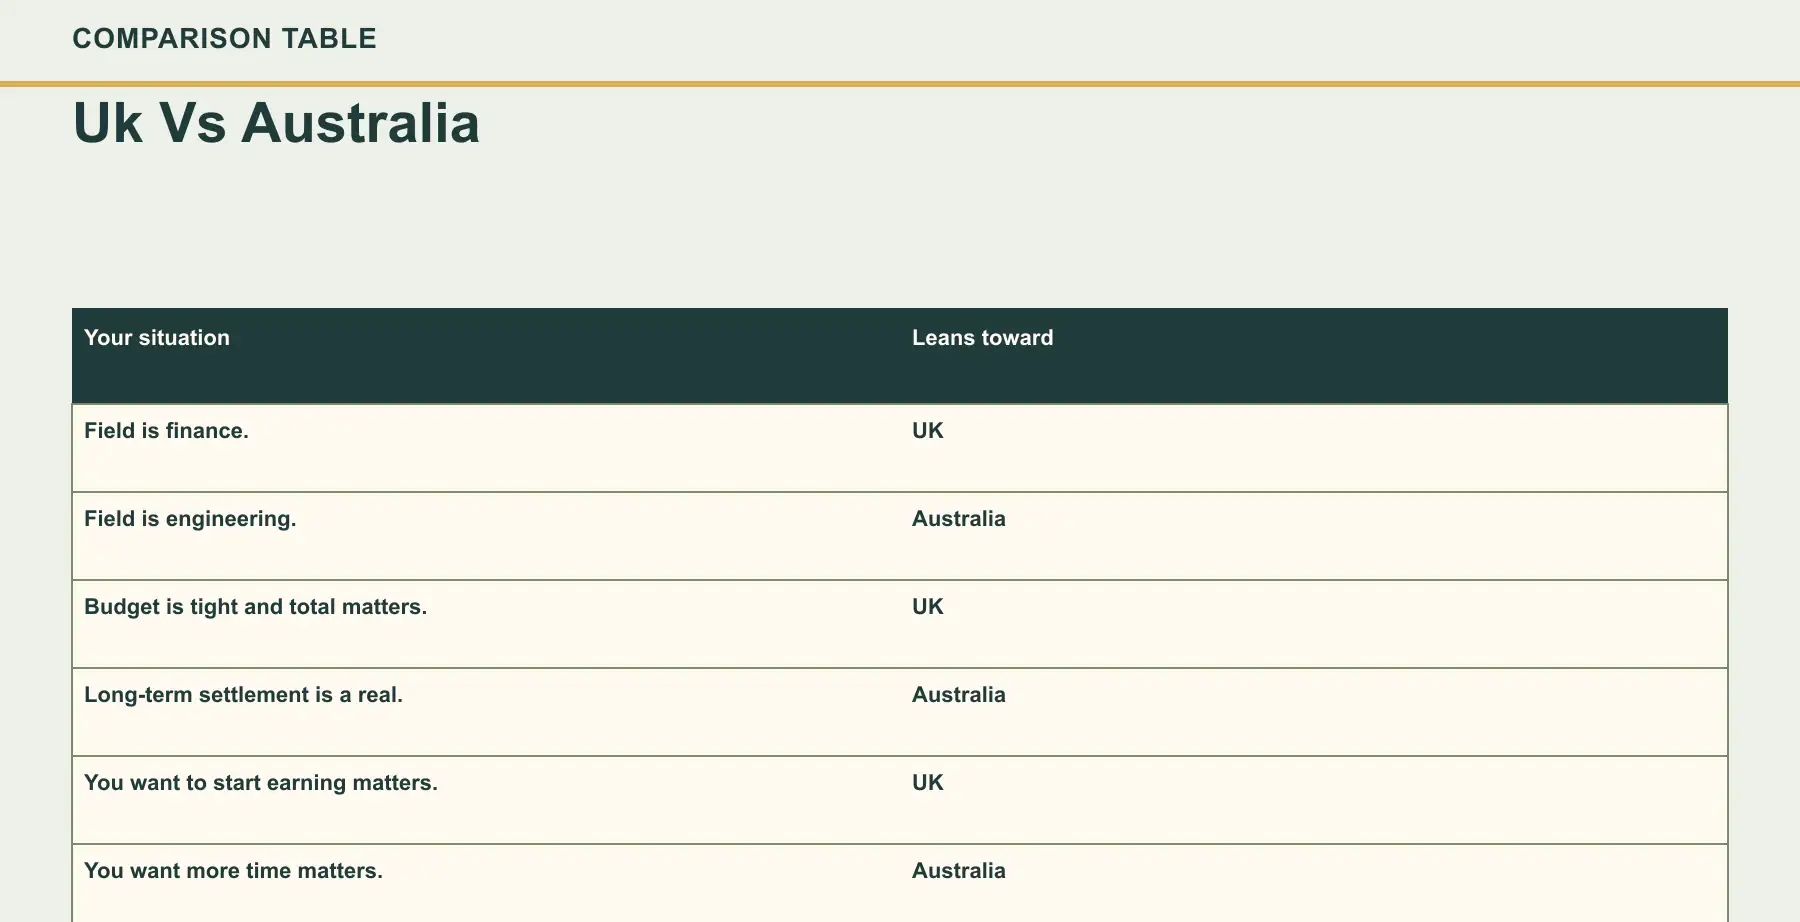 COMPARISON TABLE
Uk Vs Australia
Your situation Leans toward
Field is finance. UK
Field is engineering. Australia
Budget is tight and total matters. UK
Long-term settlement is a real. Australia
You want to start earning matters. UK
You want more time matters. Australia